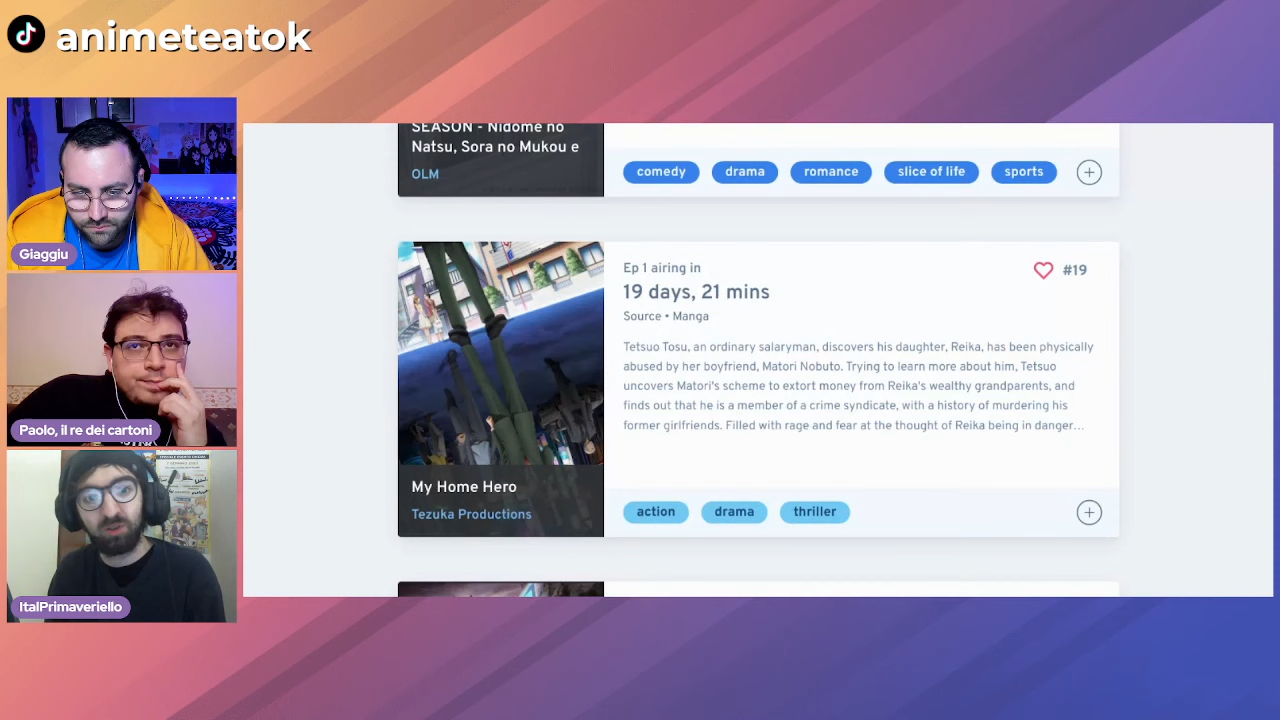 animeteatok
Giaggiu
Paolo, il re dei cartoni
ItalPrimaveriello
SEASON - Nidome no
Natsu, Sora no Mukou e
OLM
comedy
drama
romance
slice of life
sports
Ep 1 airing in
19 days, 21 mins
Source • Manga
#19
Tetsuo Tosu, an ordinary salaryman, discovers his daughter, Reika, has been physically
abused by her boyfriend, Matori Nobuto. Trying to learn more about him, Tetsuo
uncovers Matori's scheme to extort money from Reika's wealthy grandparents, and
finds out that he is a member of a crime syndicate, with a history of murdering his
former girlfriends. Filled with rage and fear at the thought of Reika being in danger...
My Home Hero
Tezuka Productions
action
drama
thriller